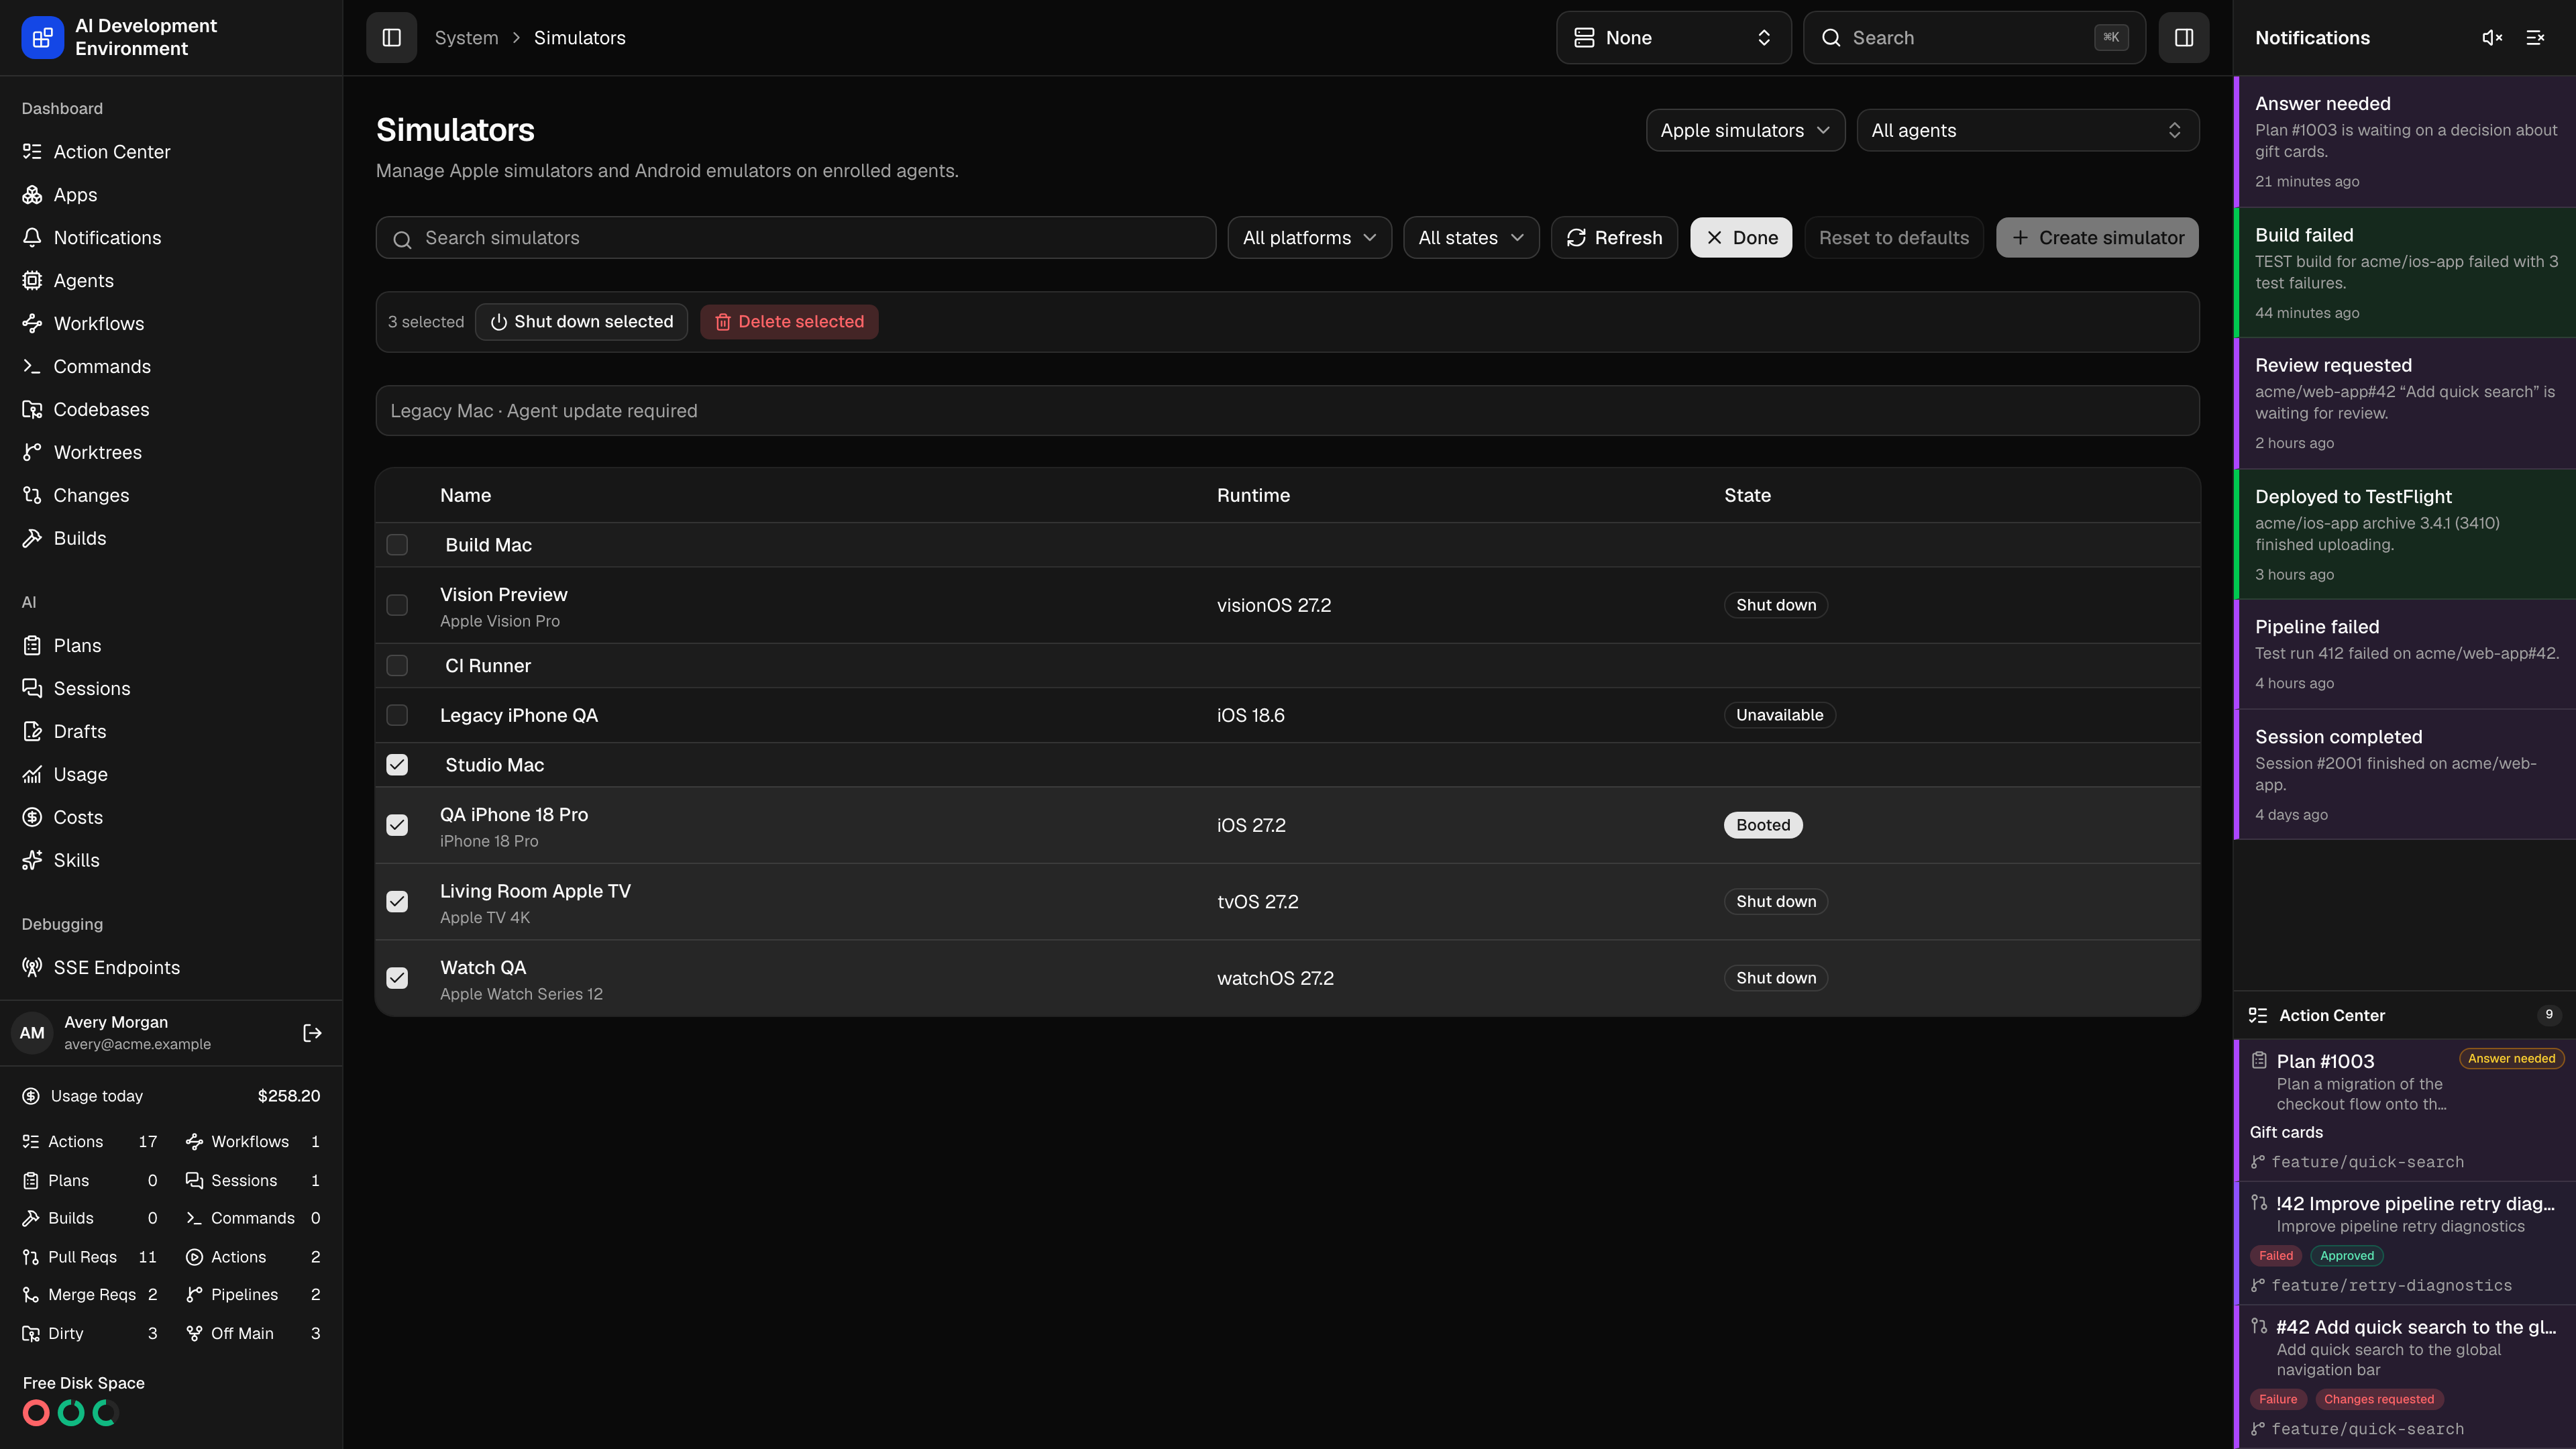 AI Development
Environment
Dashboard
Action Center
Apps
Notifications
Agents
Workflows
Commands
Codebases
Worktrees
Changes
Builds
AI
Plans
Sessions
Drafts
Usage
Costs
Skills
Debugging
SSE Endpoints
AM
Avery Morgan
avery@acme.example
Usage today $258.20
Actions 17 Workflows 1
Plans 0 Sessions 1
Builds 0 Commands 0
Pull Reqs 11 Actions 2
Merge Reqs 2 Pipelines 2
Dirty 3 Off Main 3
Free Disk Space
System Simulators
None
Search ⌘K
Simulators
Manage Apple simulators and Android emulators on enrolled agents.
Apple simulators
All agents
Search simulators
All platforms
All states
Refresh
Done
Reset to defaults
Create simulator
3 selected
Shut down selected
Delete selected
Legacy Mac · Agent update required
Name Runtime State
Build Mac
Vision Preview
Apple Vision Pro
visionOS 27.2
Shut down
CI Runner
Legacy iPhone QA
iOS 18.6
Unavailable
Studio Mac
QA iPhone 18 Pro
iPhone 18 Pro
iOS 27.2
Booted
Living Room Apple TV
Apple TV 4K
tvOS 27.2
Shut down
Watch QA
Apple Watch Series 12
watchOS 27.2
Shut down
Notifications
Answer needed
Plan #1003 is waiting on a decision about
gift cards.
21 minutes ago
Build failed
TEST build for acme/ios-app failed with 3
test failures.
44 minutes ago
Review requested
acme/web-app#42 “Add quick search” is
waiting for review.
2 hours ago
Deployed to TestFlight
acme/ios-app archive 3.4.1 (3410)
finished uploading.
3 hours ago
Pipeline failed
Test run 412 failed on acme/web-app#42.
4 hours ago
Session completed
Session #2001 finished on acme/web-
app.
4 days ago
Action Center 9
Plan #1003
Answer needed
Plan a migration of the
checkout flow onto th…
Gift cards
feature/quick-search
!42 Improve pipeline retry diag…
Improve pipeline retry diagnostics
Failed Approved
feature/retry-diagnostics
#42 Add quick search to the gl…
Add quick search to the global
navigation bar
Failure Changes requested
feature/quick-search